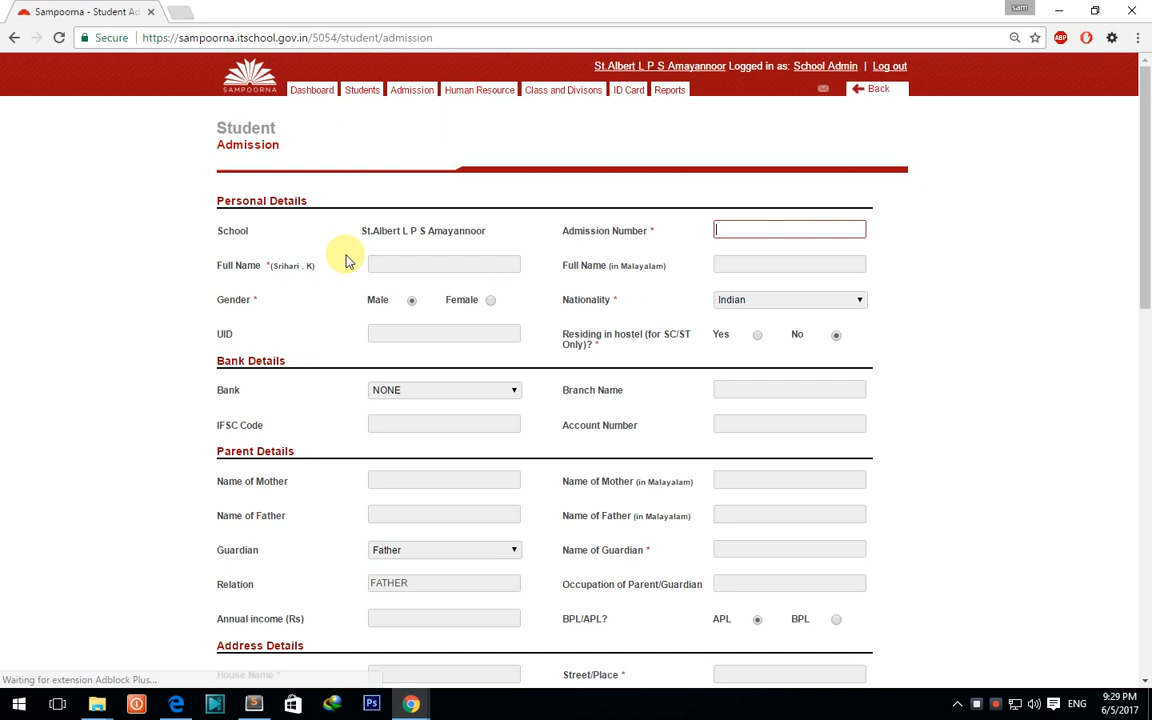 Sampoorna - Student Ad
sam
Secure https://sampoorna.itschool.gov.in/5054/student/admission
ABP
St.Albert L P S Amayannoor Logged in as: School Admin | Log out
SAMPOORNA
Dashboard Students Admission Human Resource Class and Divisons ID Card Reports Back
Student
Admission
Personal Details
School St.Albert L P S Amayannoor Admission Number *
Full Name *(Srihari . K) Full Name (in Malayalam)
Gender * Male Female Nationality * Indian
UID Residing in hostel (for SC/ST Only)? * Yes No
Bank Details
Bank NONE Branch Name
IFSC Code Account Number
Parent Details
Name of Mother Name of Mother (in Malayalam)
Name of Father Name of Father (in Malayalam)
Guardian Father Name of Guardian *
Relation FATHER Occupation of Parent/Guardian
Annual income (Rs) BPL/APL? APL BPL
Address Details
House Name * Street/Place *
Waiting for extension Adblock Plus...
S Ps ENG 9:29 PM
6/5/2017